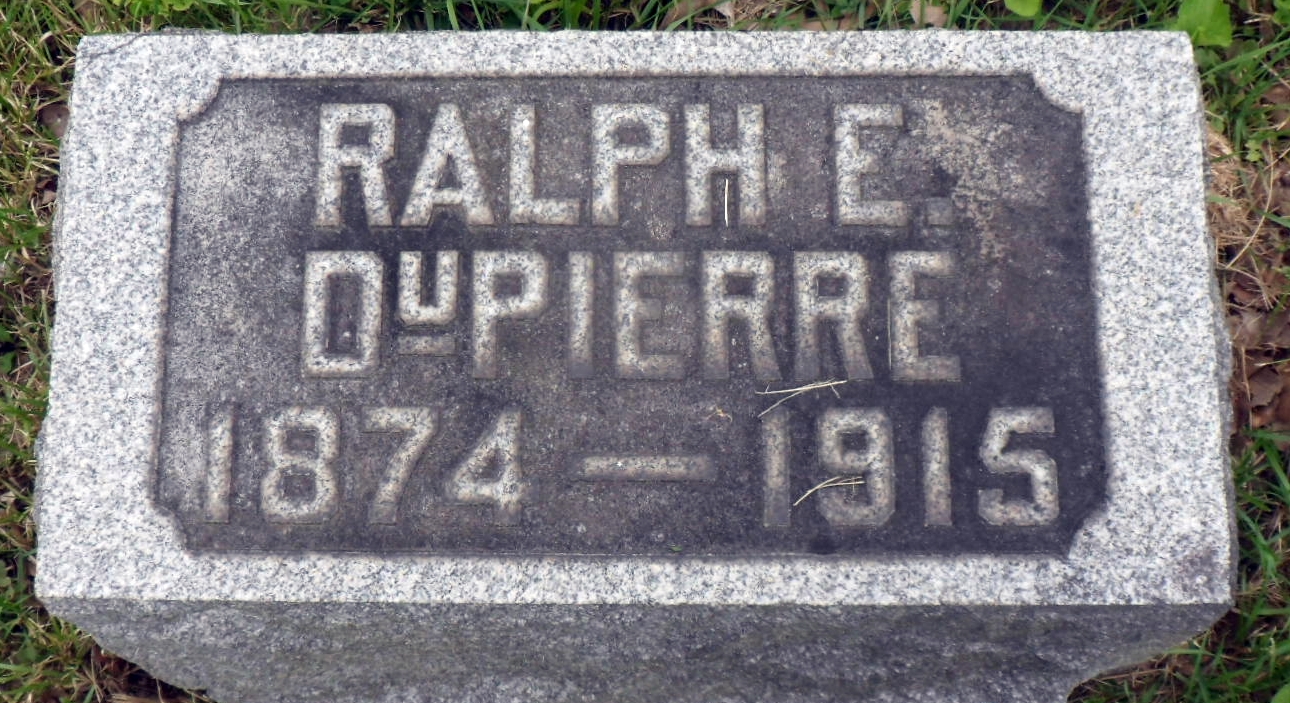 RALPH E.
DuPIERRE
1874 — 1915